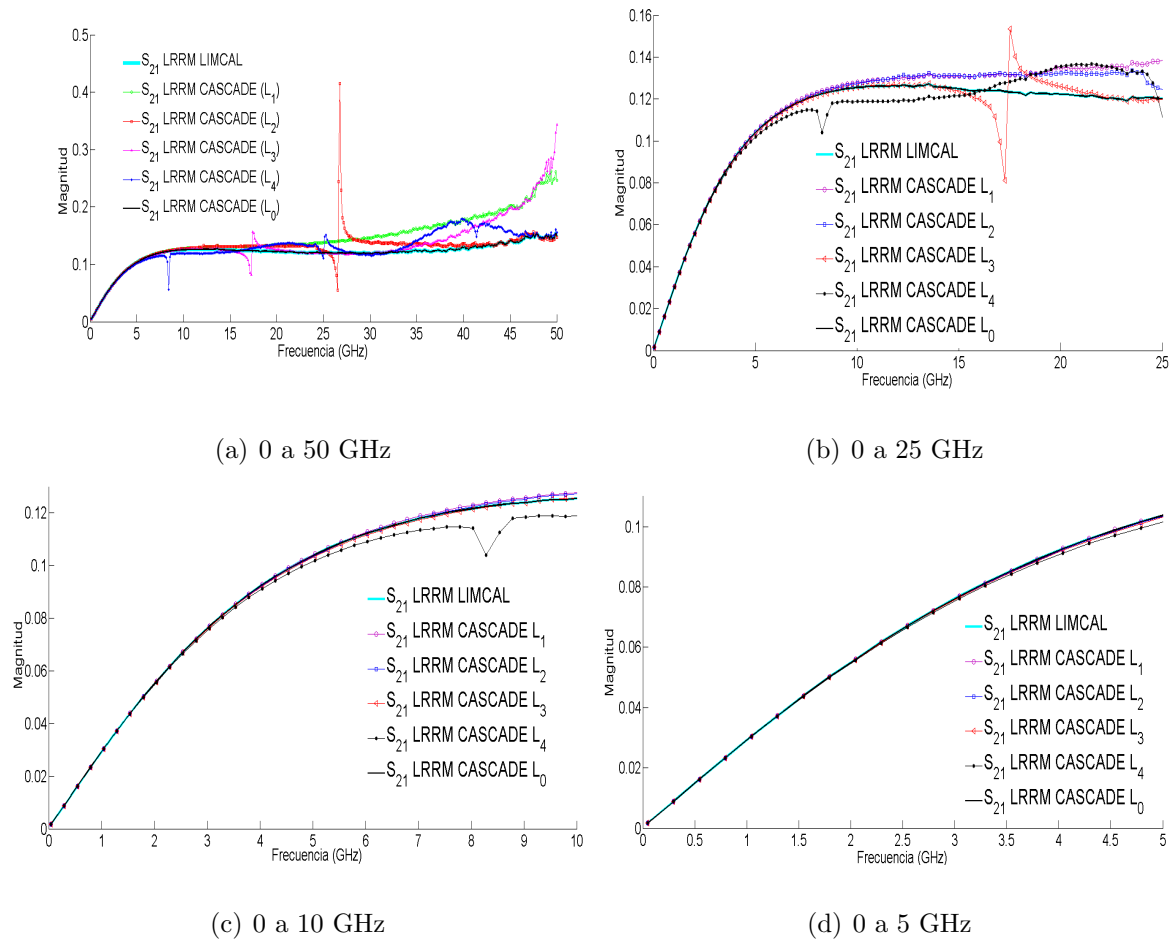 0.5
0.4
0.3
0.2
0.1
0
Magnitud
S21 LRRM LIMCAL
S21 LRRM CASCADE (L1)
S21 LRRM CASCADE (L2)
S21 LRRM CASCADE (L3)
S21 LRRM CASCADE (L4)
S21 LRRM CASCADE (L0)
0 5 10 15 20 25 30 35 40 45 50
Frecuencia (GHz)
(a) 0 a 50 GHz
0.16
0.14
0.12
0.1
0.08
0.06
0.04
0.02
0
Magnitud
S21 LRRM LIMCAL
S21 LRRM CASCADE L1
S21 LRRM CASCADE L2
S21 LRRM CASCADE L3
S21 LRRM CASCADE L4
S21 LRRM CASCADE L0
5 10 15 20 25
Frecuencia (GHz)
(b) 0 a 25 GHz
0.12
0.1
0.08
0.06
0.04
0.02
0
Magnitud
S21 LRRM LIMCAL
S21 LRRM CASCADE L1
S21 LRRM CASCADE L2
S21 LRRM CASCADE L3
S21 LRRM CASCADE L4
S21 LRRM CASCADE L0
0 1 2 3 4 5 6 7 8 9 10
Frecuencia (GHz)
(c) 0 a 10 GHz
0.1
0.08
0.06
0.04
0.02
0
Magnitud
S21 LRRM LIMCAL
S21 LRRM CASCADE L1
S21 LRRM CASCADE L2
S21 LRRM CASCADE L3
S21 LRRM CASCADE L4
S21 LRRM CASCADE L0
0 0.5 1 1.5 2 2.5 3 3.5 4 4.5 5
Frecuencia (GHz)
(d) 0 a 5 GHz